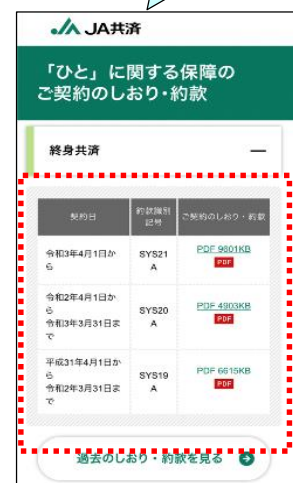 JA共済
「ひと」に関する保障の
ご契約のしおり・約款
終身共済
契約日 約款識別 ご契約のしおり・約款
記号
令和3年4月1日か
ら
SYS21
A
PDF 9801KB
PDF
令和2年4月1日か
ら
令和3年3月31日ま
で
SYS20
A
PDF 4903KB
PDF
平成31年4月1日か
ら
令和2年3月31日ま
で
SYS19
A
PDF 6615KB
PDF
過去のしおり・約款を見る